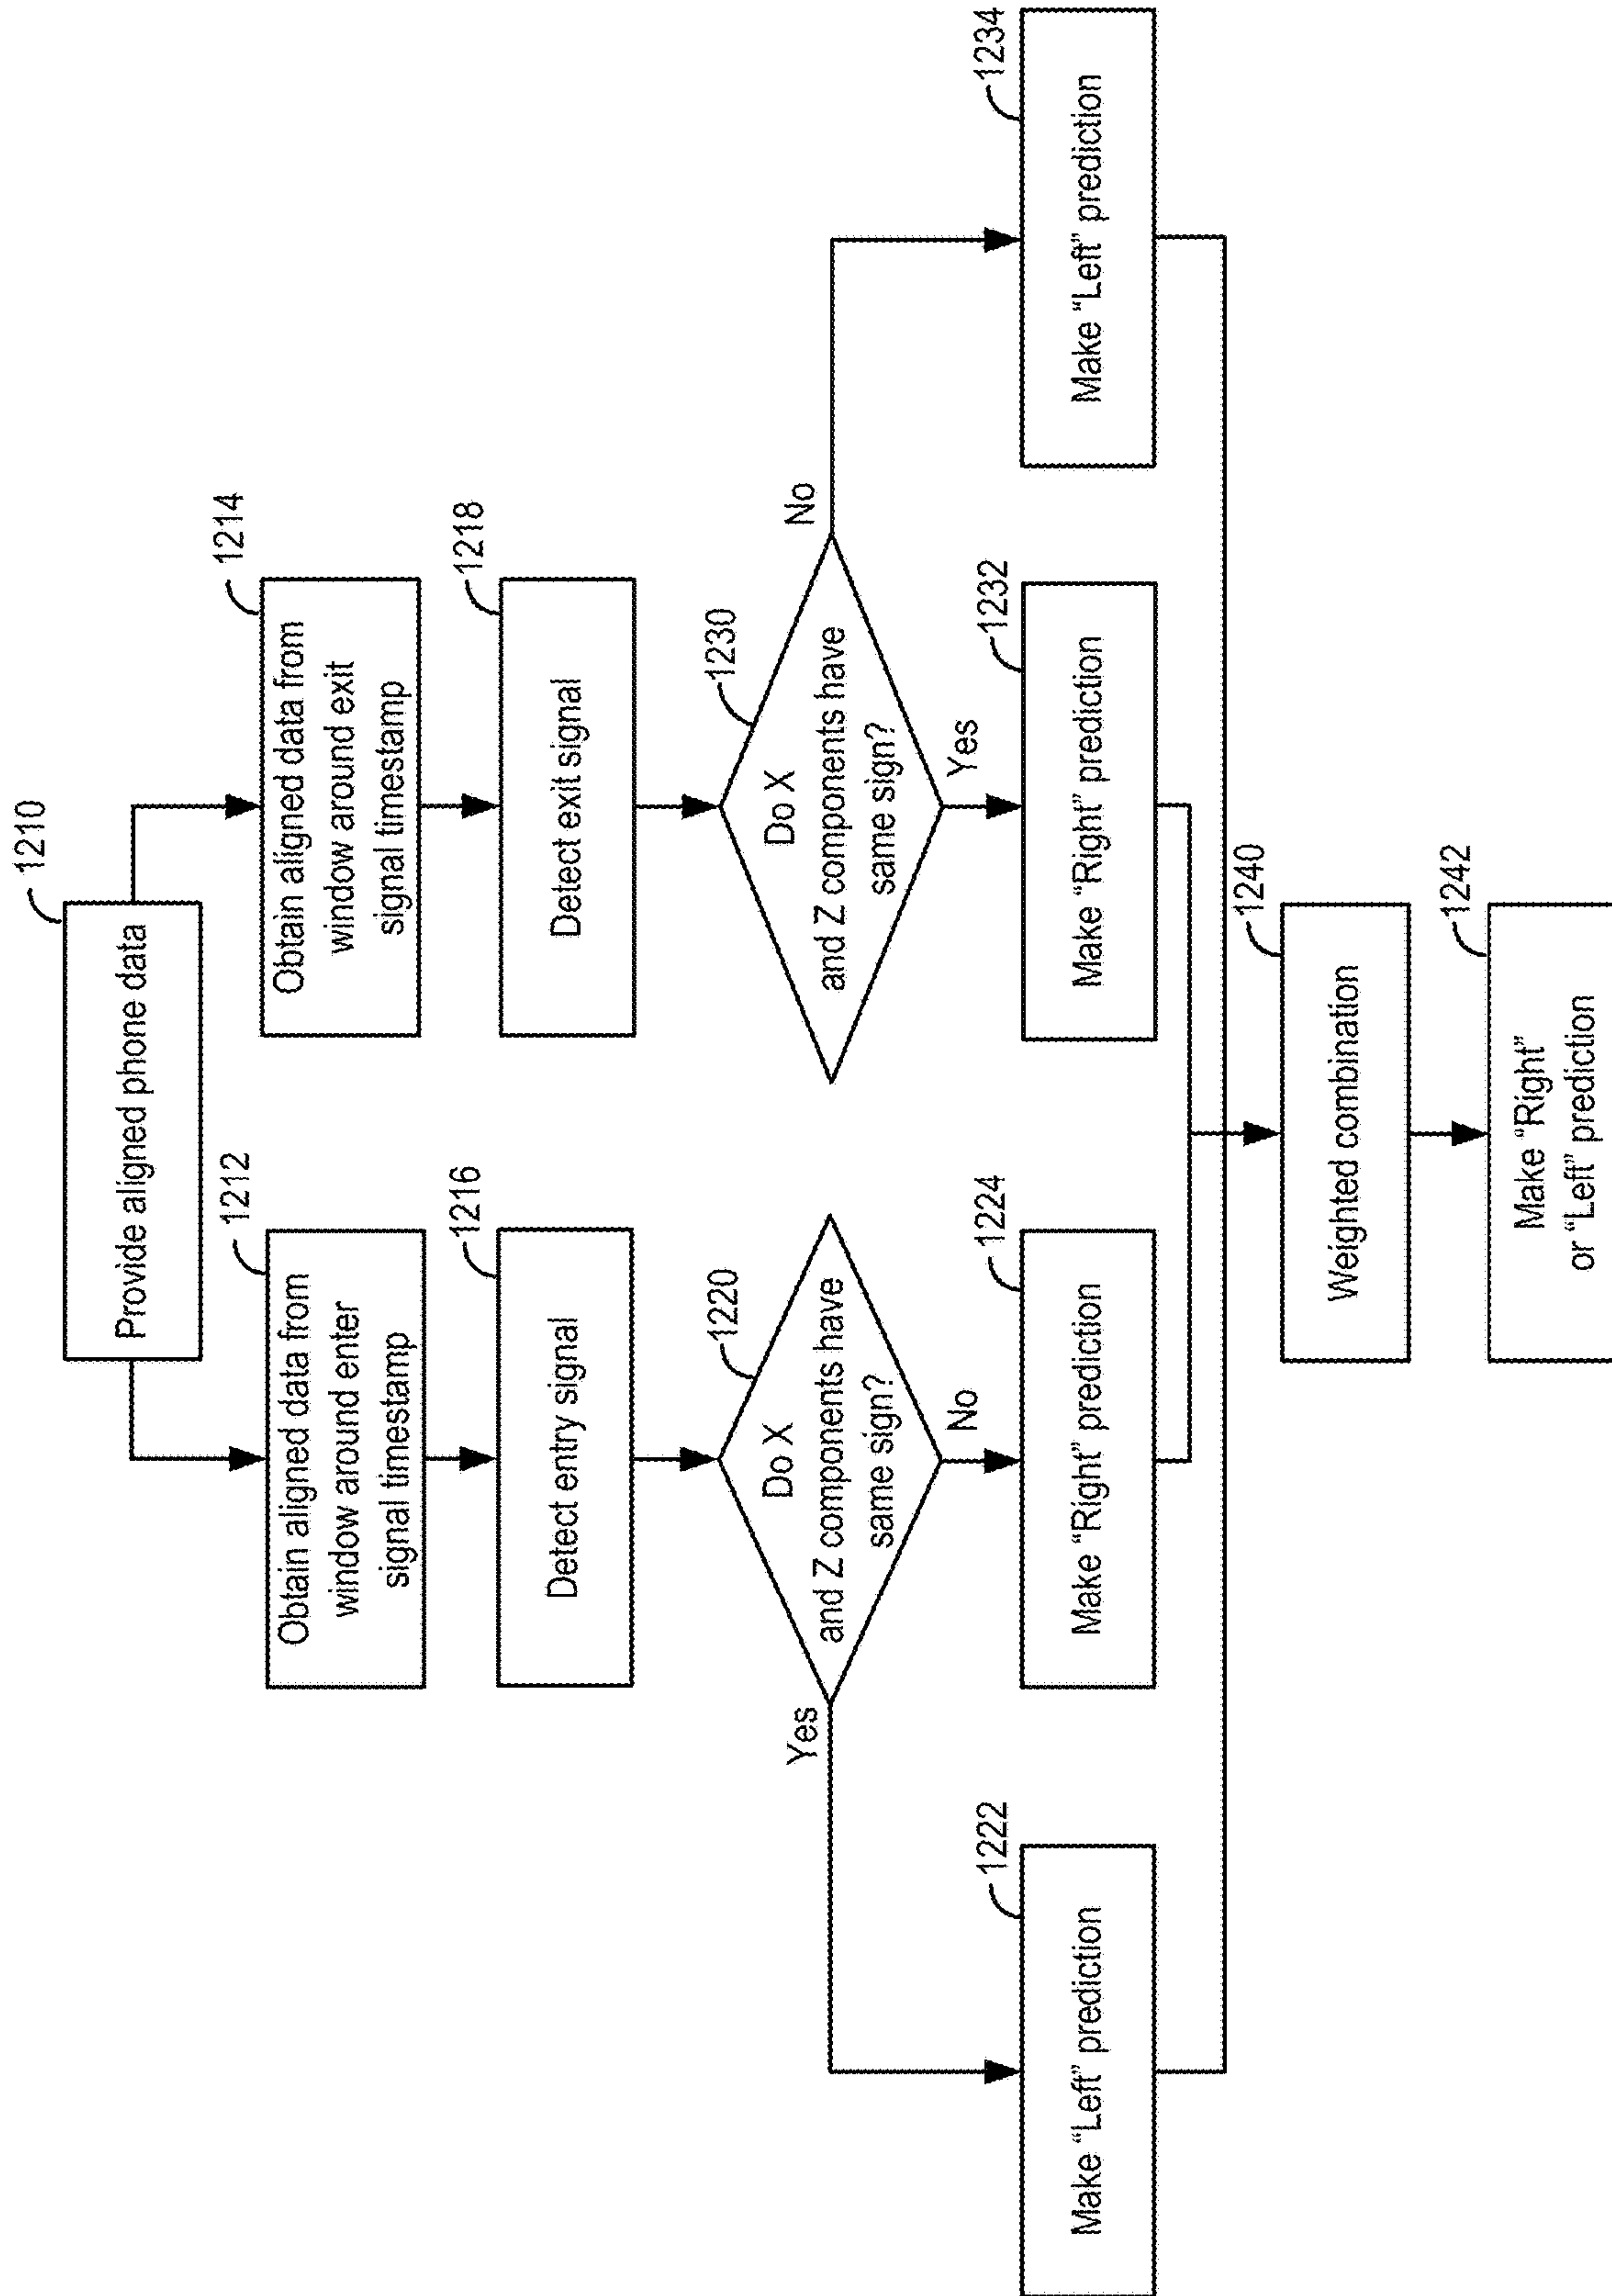 1210
Provide aligned phone data
1212
Obtain aligned data from
window around enter
signal timestamp
1214
Obtain aligned data from
window around exit
signal timestamp
1216
Detect entry signal
1218
Detect exit signal
1220
Do X
and Z components have
same sign?
Yes
No
1230
Do X
and Z components have
same sign?
Yes
No
1222
Make “Left” prediction
1224
Make “Right” prediction
1232
Make “Right” prediction
1234
Make “Left” prediction
1240
Weighted combination
1242
Make “Right”
or “Left” prediction